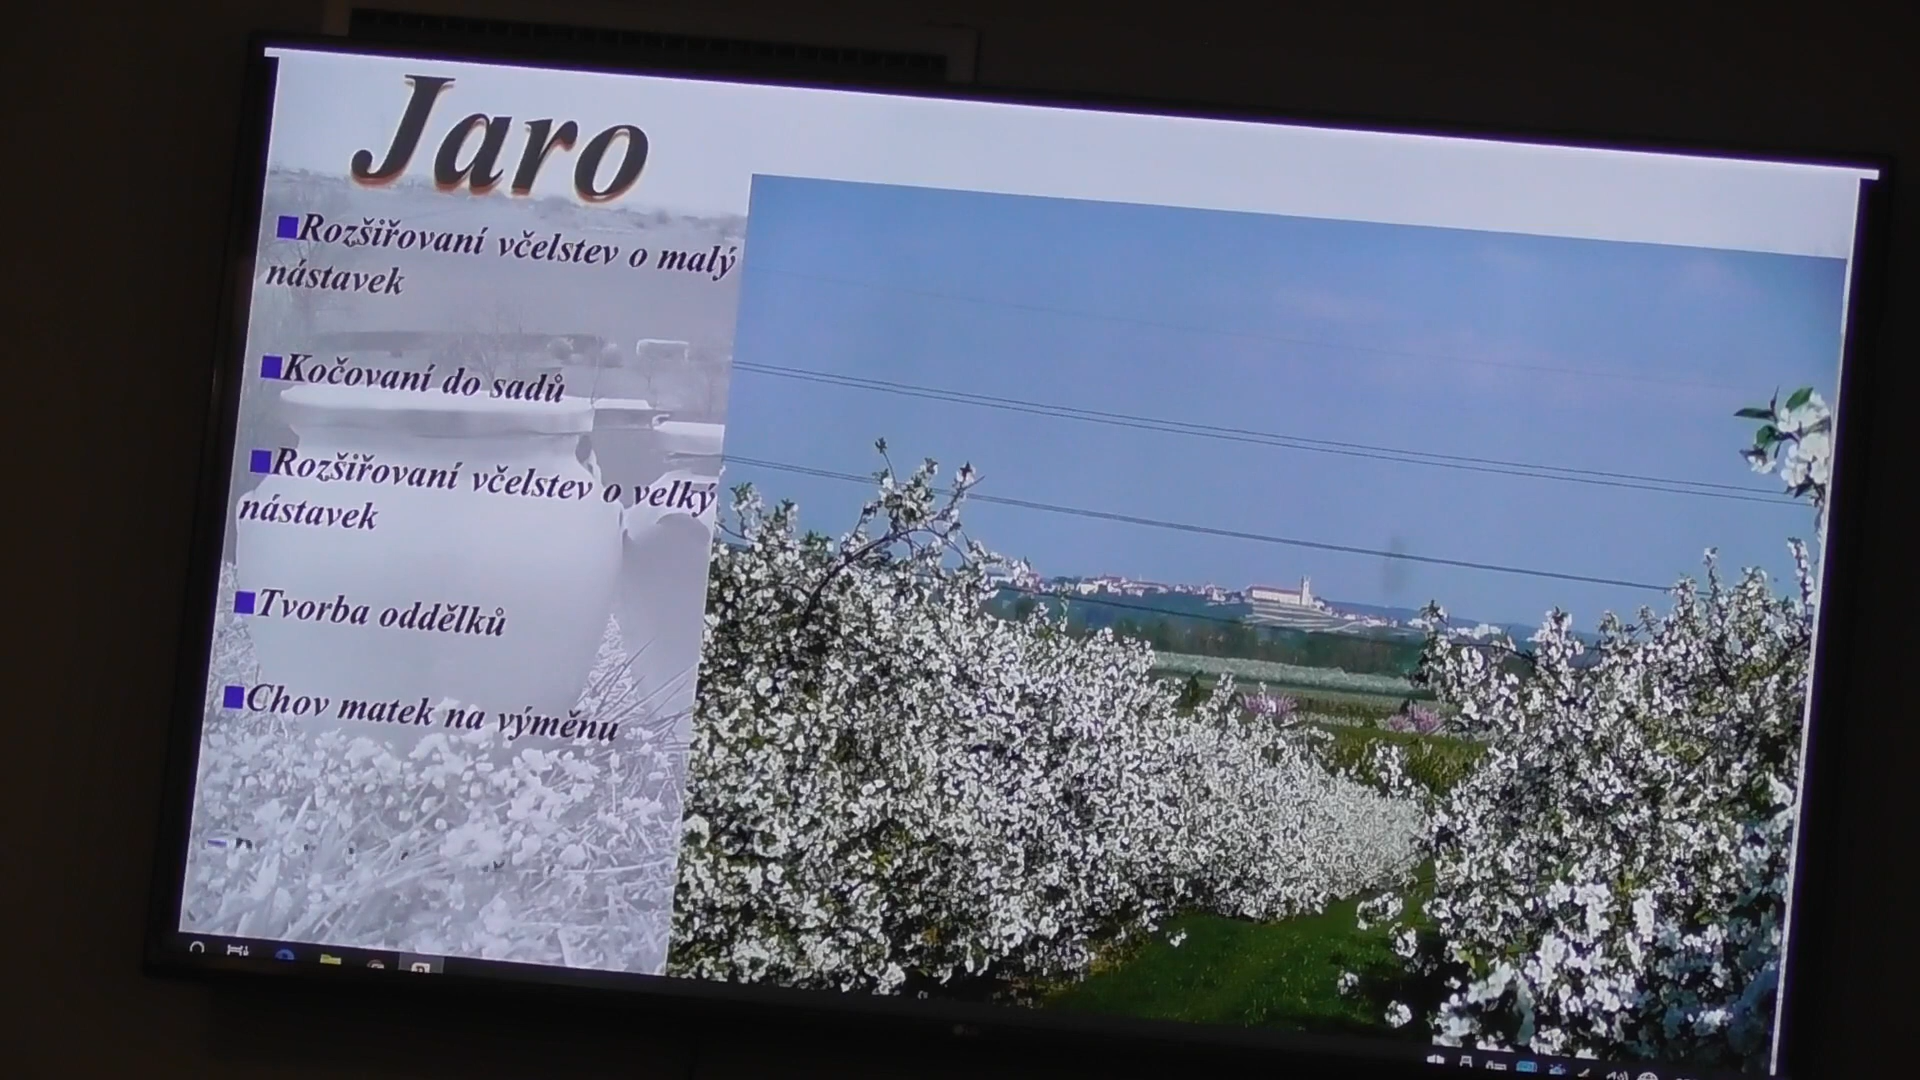 Jaro
Rozšiřovaní včelstev o malý
nástavek
Kočovaní do sadů
Rozšiřovaní včelstev o velký
nástavek
Tvorba oddělků
Chov matek na výměnu